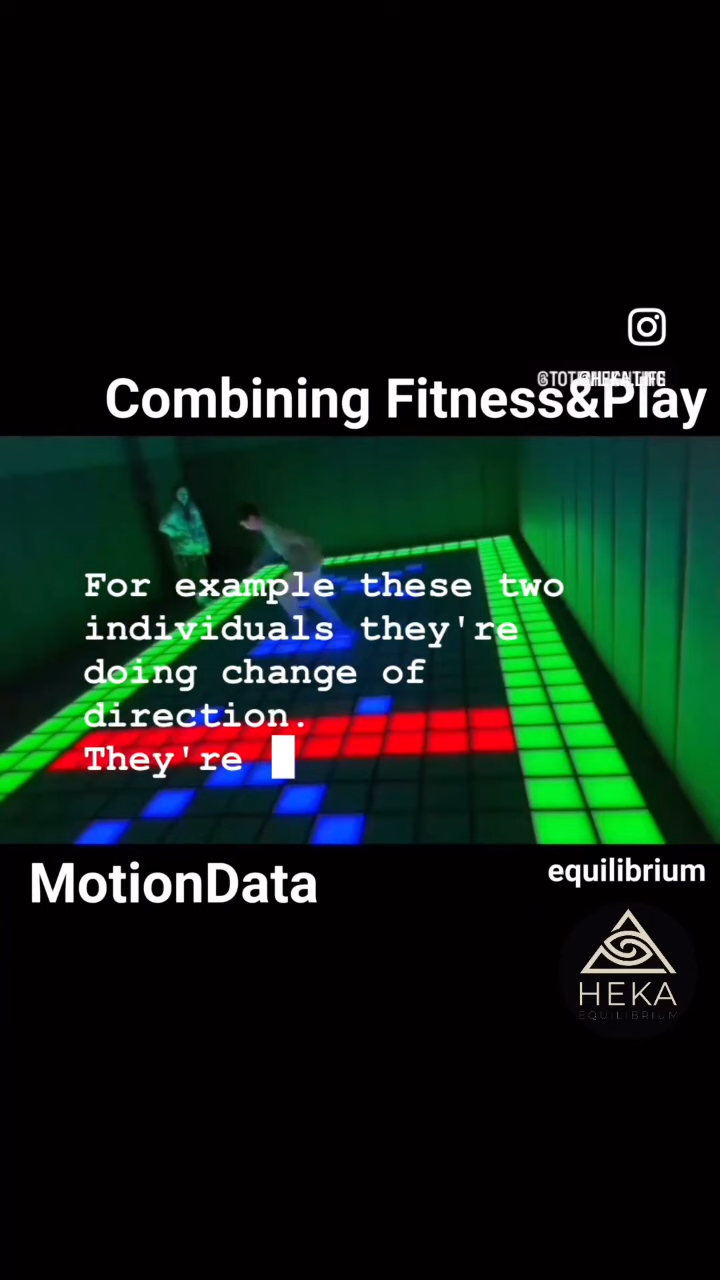 Combining Fitness&Play
For example these two
individuals they're
doing change of
direction.
They're
MotionData
equilibrium
HEKA
EQUILIBRIUM